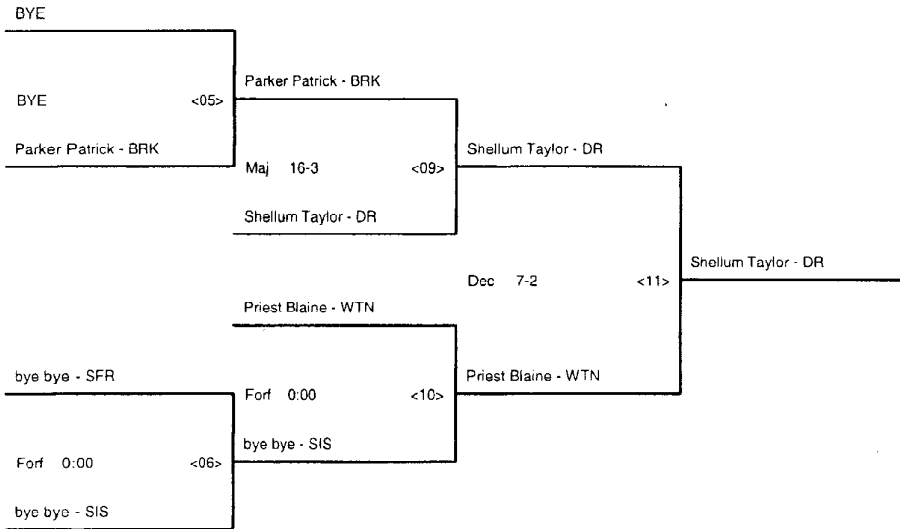 BYE
Parker Patrick - BRK
BYE <05>
Parker Patrick - BRK
Shellum Taylor - DR
Maj 16-3 <09>
Shellum Taylor - DR
Shellum Taylor - DR
Dec 7-2 <11>
Priest Blaine - WTN
bye bye - SFR
Priest Blaine - WTN
Forf 0:00 <10>
bye bye - SIS
Forf 0:00 <06>
bye bye - SIS